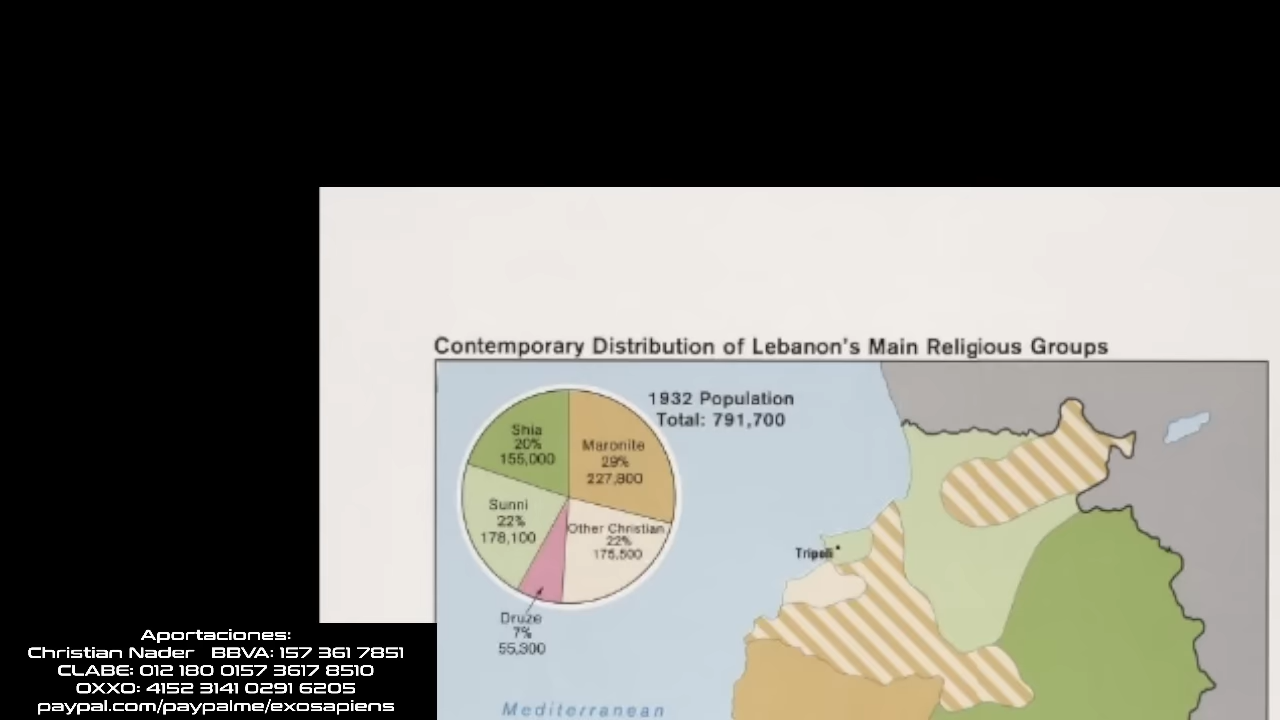 Contemporary Distribution of Lebanon's Main Religious Groups
1932 Population
Total: 791,700
Shia
20%
155,000
Maronite
29%
227,800
Sunni
22%
178,100
Other Christian
22%
175,500
Druze
7%
55,300
Tripoli
Mediterranean
Aportaciones:
Christian Nader BBVA: 157 361 7851
CLABE: 012 180 0157 3617 8510
OXXO: 4152 3141 0291 6205
paypal.com/paypalme/exosapiens